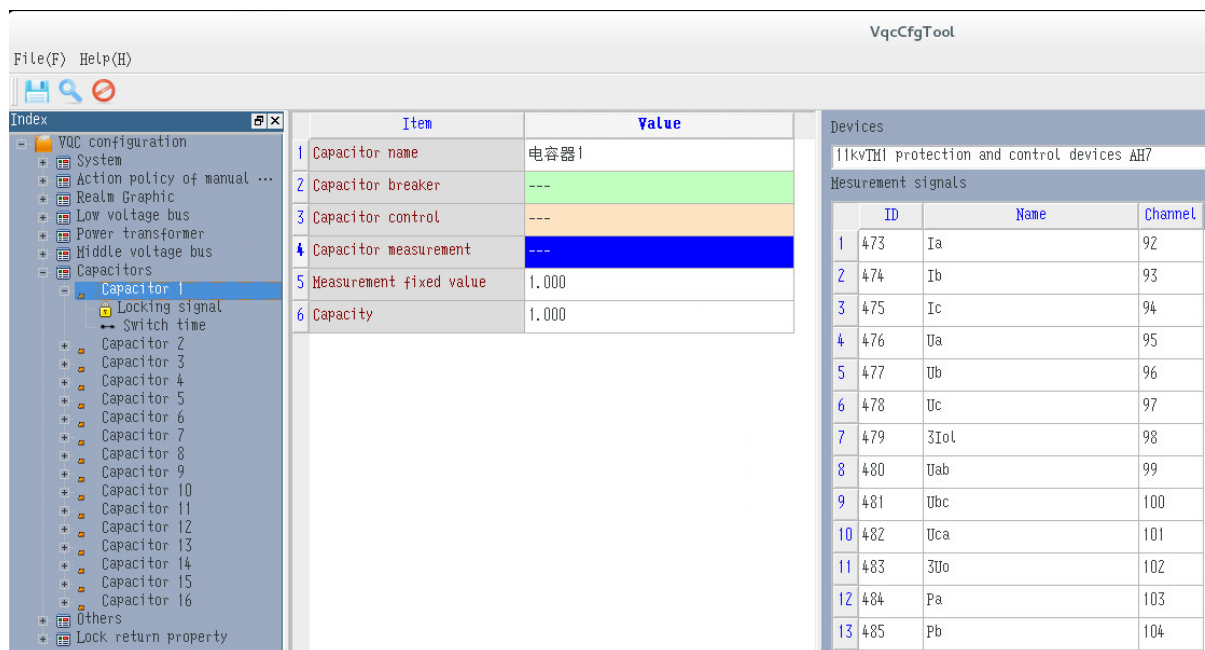 VqcCfgTool
File(F) Help(H)
Index
VQC configuration
System
Action policy of manual ...
Realm Graphic
Low voltage bus
Power transformer
Middle voltage bus
Capacitors
Capacitor 1
Locking signal
Switch time
Capacitor 2
Capacitor 3
Capacitor 4
Capacitor 5
Capacitor 6
Capacitor 7
Capacitor 8
Capacitor 9
Capacitor 10
Capacitor 11
Capacitor 12
Capacitor 13
Capacitor 14
Capacitor 15
Capacitor 16
Others
Lock return property
Item Value
1 Capacitor name 电容器1
2 Capacitor breaker ---
3 Capacitor control ---
4 Capacitor measurement ---
5 Measurement fixed value 1.000
6 Capacity 1.000
Devices
11kvTM1 protection and control devices AH7
Mesurement signals
ID Name Channel
1 473 Ia 92
2 474 Ib 93
3 475 Ic 94
4 476 Ua 95
5 477 Ub 96
6 478 Uc 97
7 479 3Iol 98
8 480 Uab 99
9 481 Ubc 100
10 482 Uca 101
11 483 3Uo 102
12 484 Pa 103
13 485 Pb 104